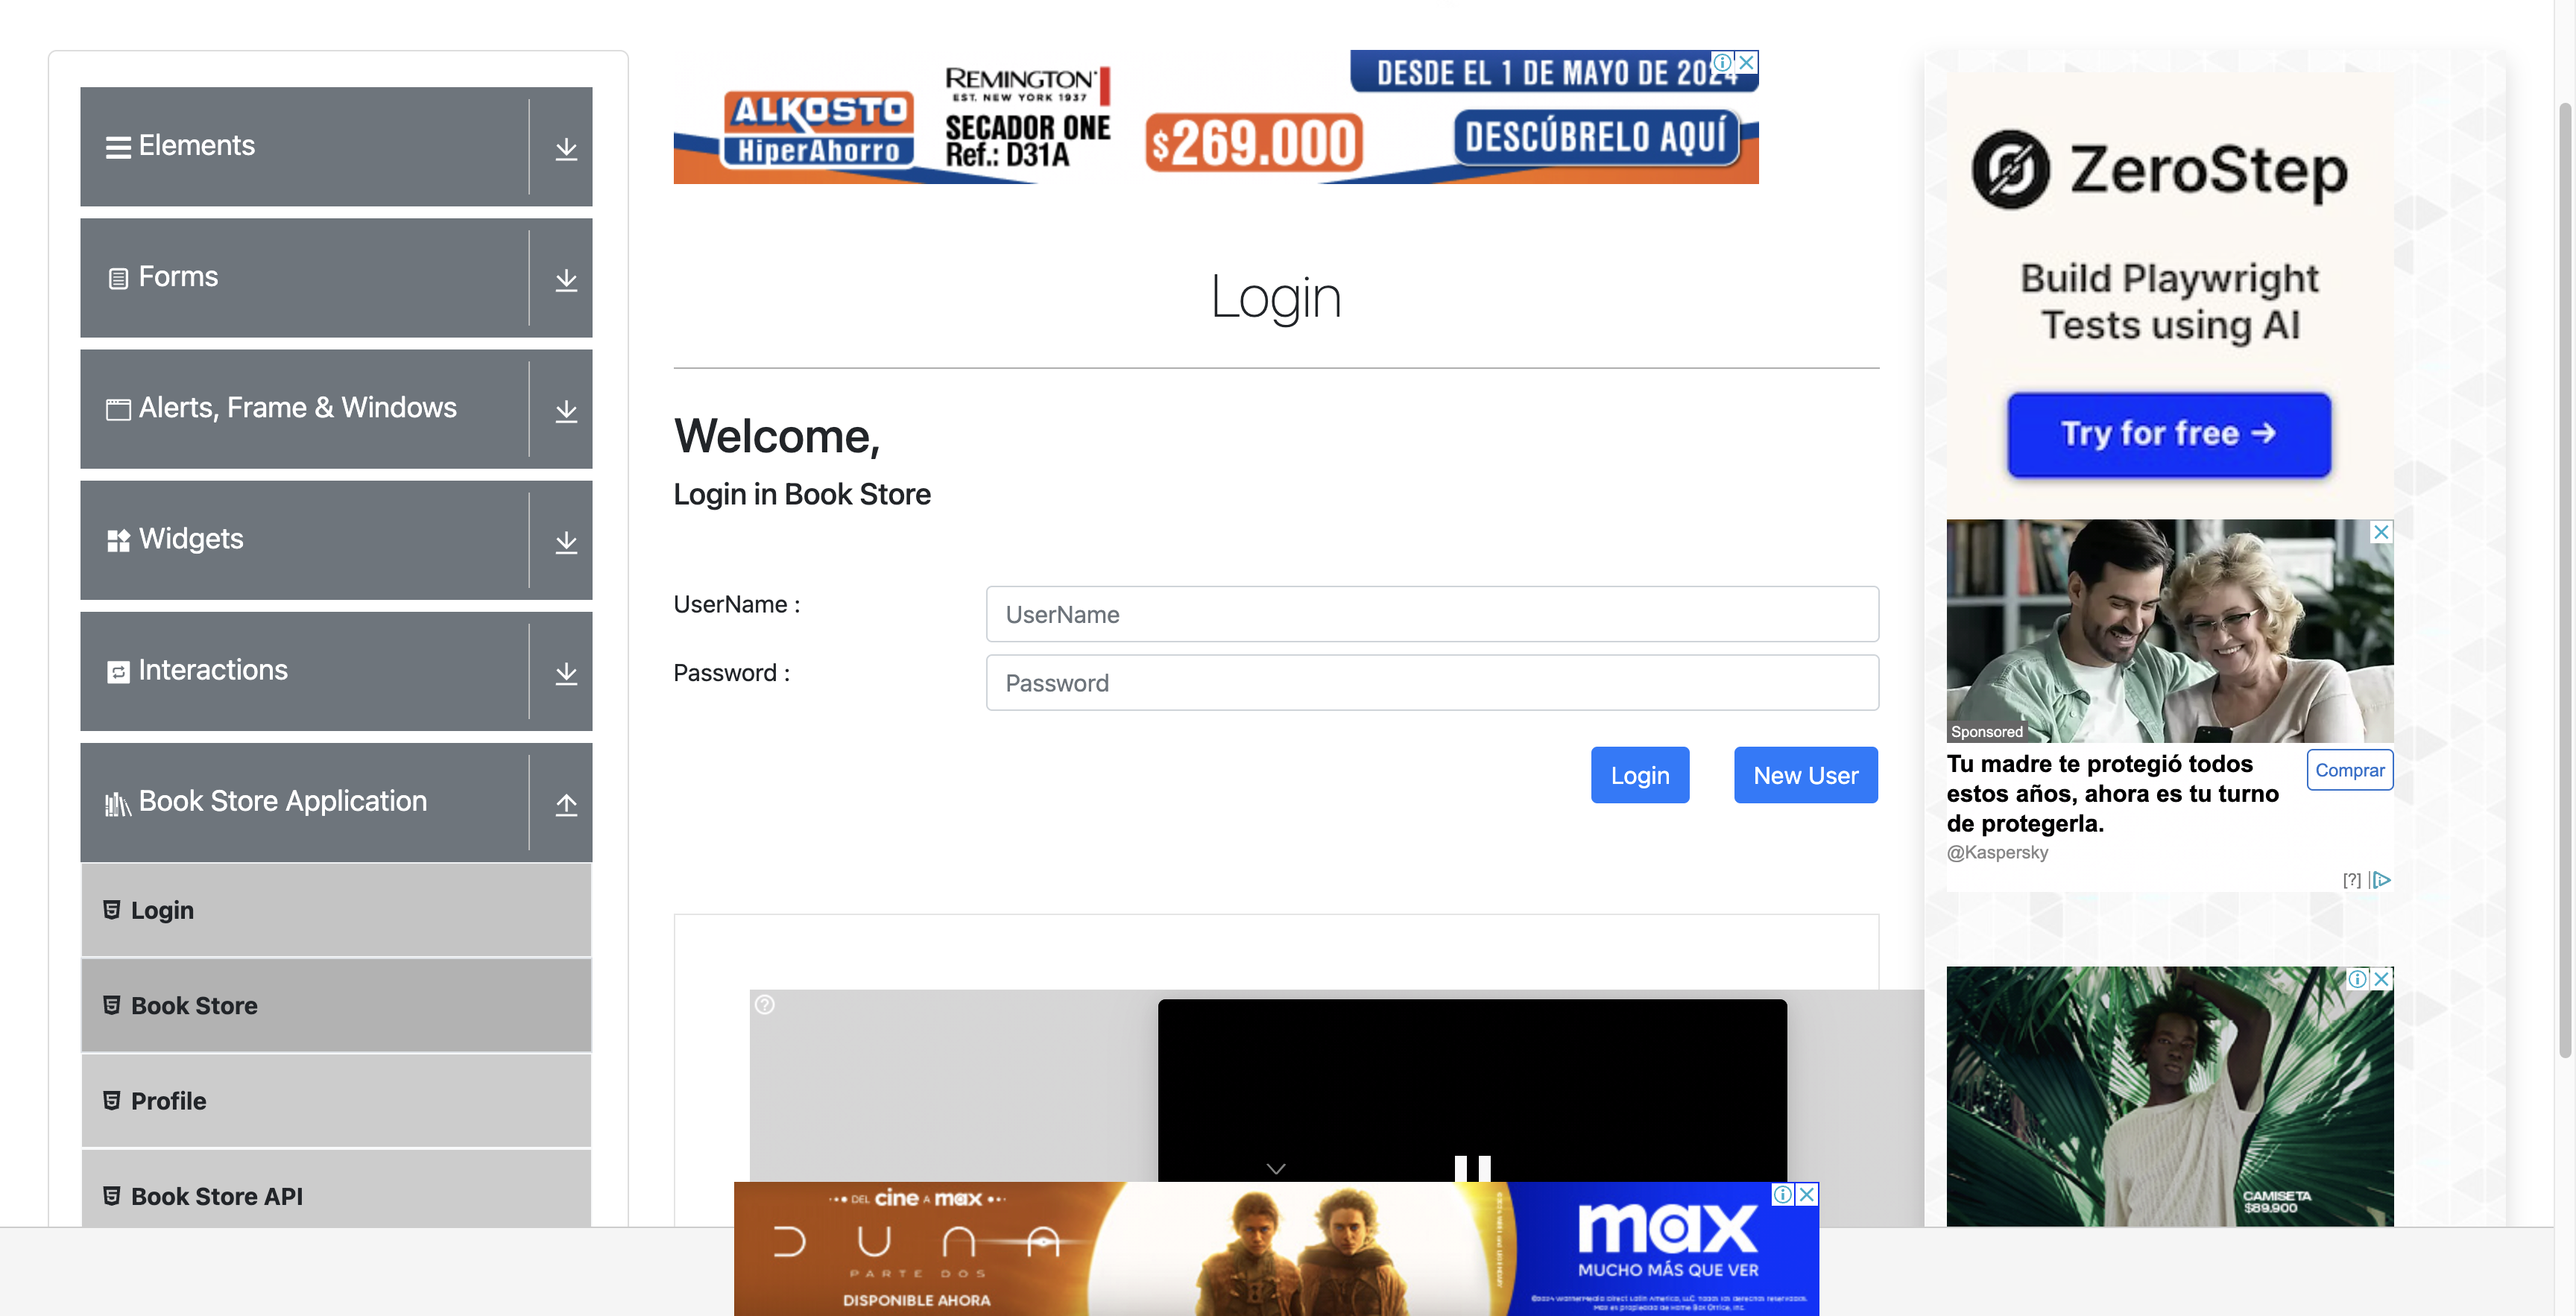 Elements
Forms
Alerts, Frame & Windows
Widgets
Interactions
Book Store Application
Login
Book Store
Profile
Book Store API
ALKOSTO
HiperAhorro
REMINGTON
EST. NEW YORK 1937
SECADOR ONE
Ref.: D31A
$269.000
DESDE EL 1 DE MAYO DE 2024
DESCÚBRELO AQUÍ
Login
Welcome,
Login in Book Store
UserName :
UserName
Password :
Password
Login
New User
DEL cine A max
DUNA
PARTE DOS
DISPONIBLE AHORA
max
MUCHO MÁS QUE VER
ZeroStep
Build Playwright
Tests using AI
Try for free →
Sponsored
Tu madre te protegió todos
estos años, ahora es tu turno
de protegerla.
Comprar
@Kaspersky
[?]
CAMISETA
$89.900